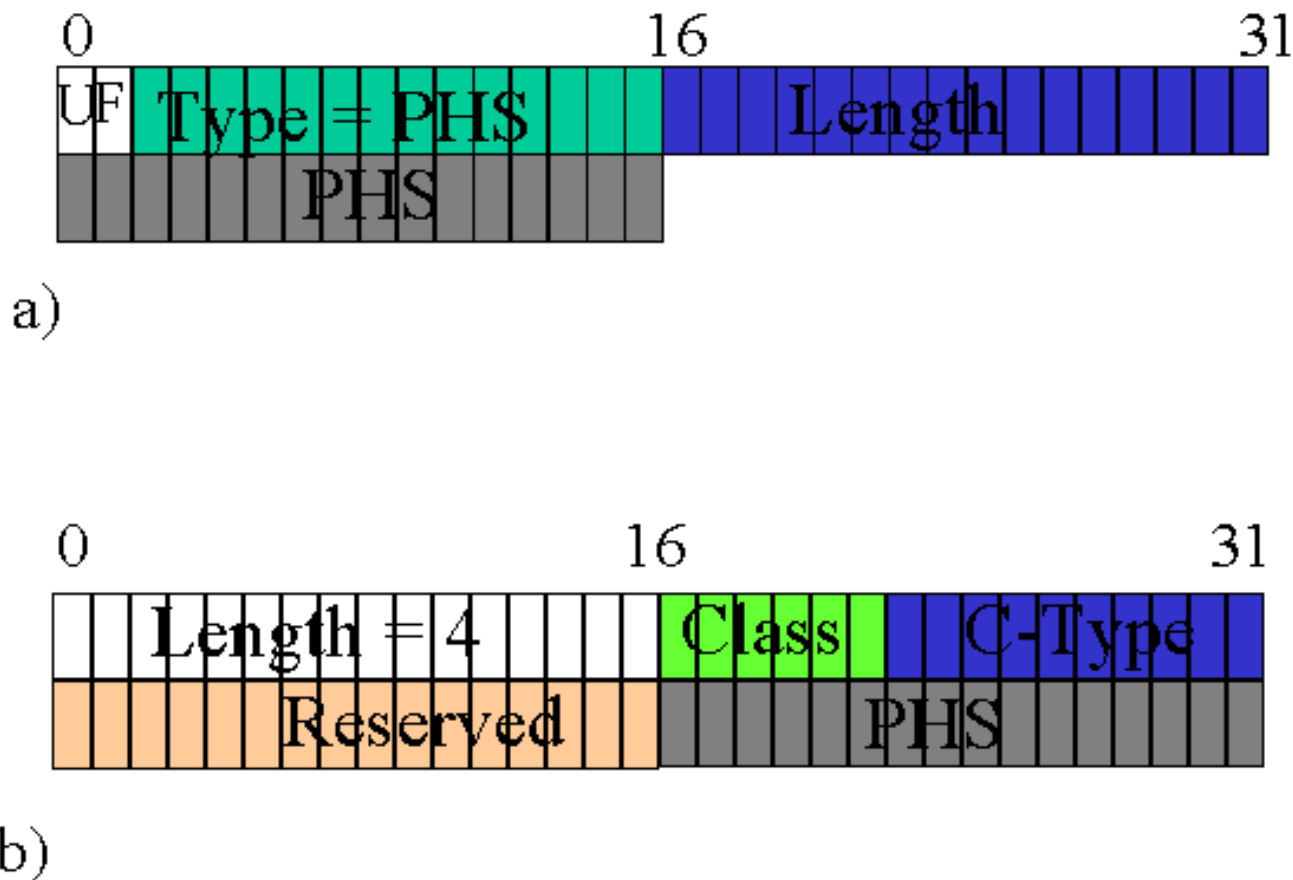 0 16 31
UF Type = PHS Length
PHS
a)
0 16 31
Length = 4 Class C-Type
Reserved PHS
b)